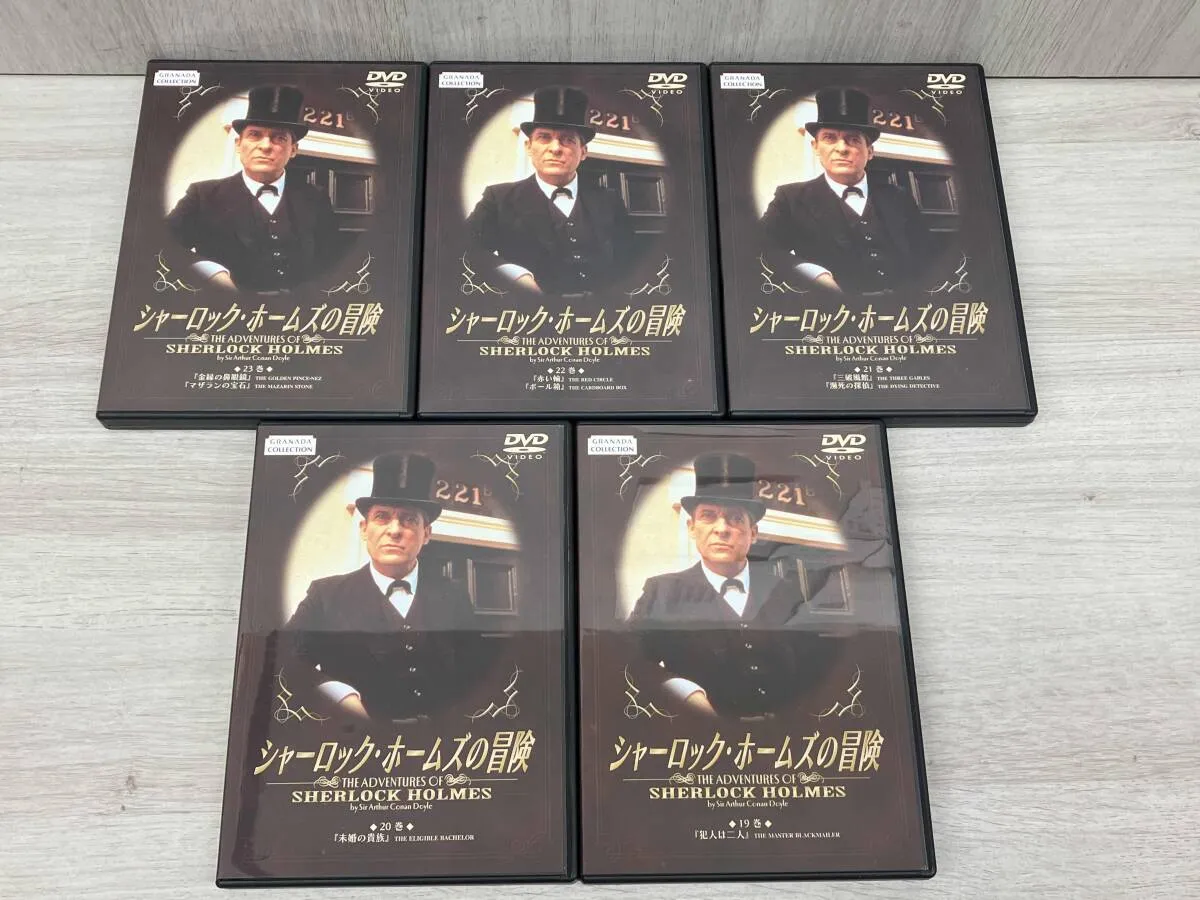 GRANADA
COLLECTION
DVD
VIDEO
221b
シャーロック・ホームズの冒険
THE ADVENTURES OF
SHERLOCK HOLMES
by Sir Arthur Conan Doyle
◆ 23 巻 ◆
『金縁の鼻眼鏡』 THE GOLDEN PINCE-NEZ
『マザランの宝石』 THE MAZARIN STONE
GRANADA
COLLECTION
DVD
VIDEO
221b
シャーロック・ホームズの冒険
THE ADVENTURES OF
SHERLOCK HOLMES
by Sir Arthur Conan Doyle
◆ 22 巻 ◆
『赤い輪』 THE RED CIRCLE
『ボール箱』 THE CARDBOARD BOX
GRANADA
COLLECTION
DVD
VIDEO
221b
シャーロック・ホームズの冒険
THE ADVENTURES OF
SHERLOCK HOLMES
by Sir Arthur Conan Doyle
◆ 21 巻 ◆
『三破風館』 THE THREE GABLES
『瀕死の探偵』 THE DYING DETECTIVE
GRANADA
COLLECTION
DVD
VIDEO
221b
シャーロック・ホームズの冒険
THE ADVENTURES OF
SHERLOCK HOLMES
by Sir Arthur Conan Doyle
◆ 20 巻 ◆
『未婚の貴族』 THE ELIGIBLE BACHELOR
GRANADA
COLLECTION
DVD
VIDEO
221b
シャーロック・ホームズの冒険
THE ADVENTURES OF
SHERLOCK HOLMES
by Sir Arthur Conan Doyle
◆ 19 巻 ◆
『犯人は二人』 THE MASTER BLACKMAILER